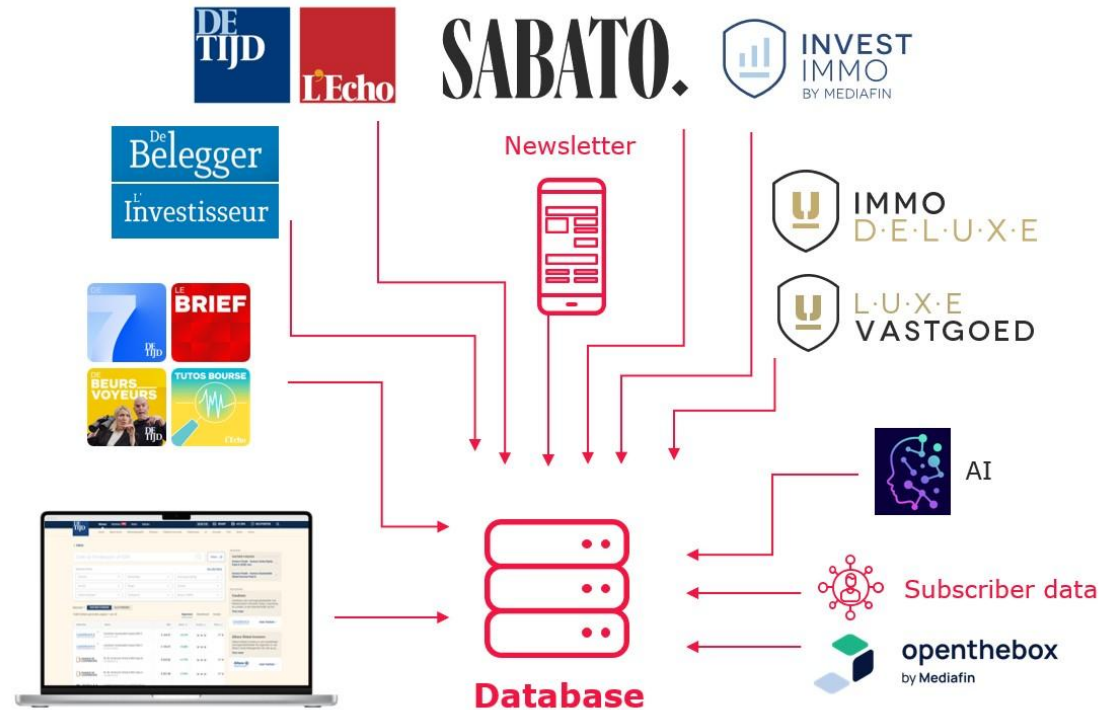 DE
TIJD
L'Echo
SABATO.
INVEST
IMMO
BY MEDIAFIN
De
Belegger
L'
Investisseur
Newsletter
IMMO
D·E·L·U·X·E
L·U·X·E
VASTGOED
DE
7
DE
TIJD
LE
BRIEF
DE
BEURS
VOYEURS
DE
TIJD
TUTOS BOURSE
L'Echo
AI
Subscriber data
openthebox
by Mediafin
Database